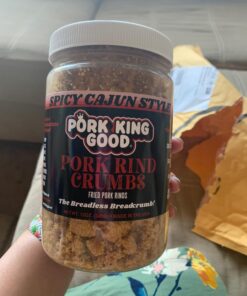 SPICY CAJUN STYLE
PORK KING
GOOD
PORK RIND
CRUMBS
FRIED PORK RINDS
The Breadless Breadcrumb!